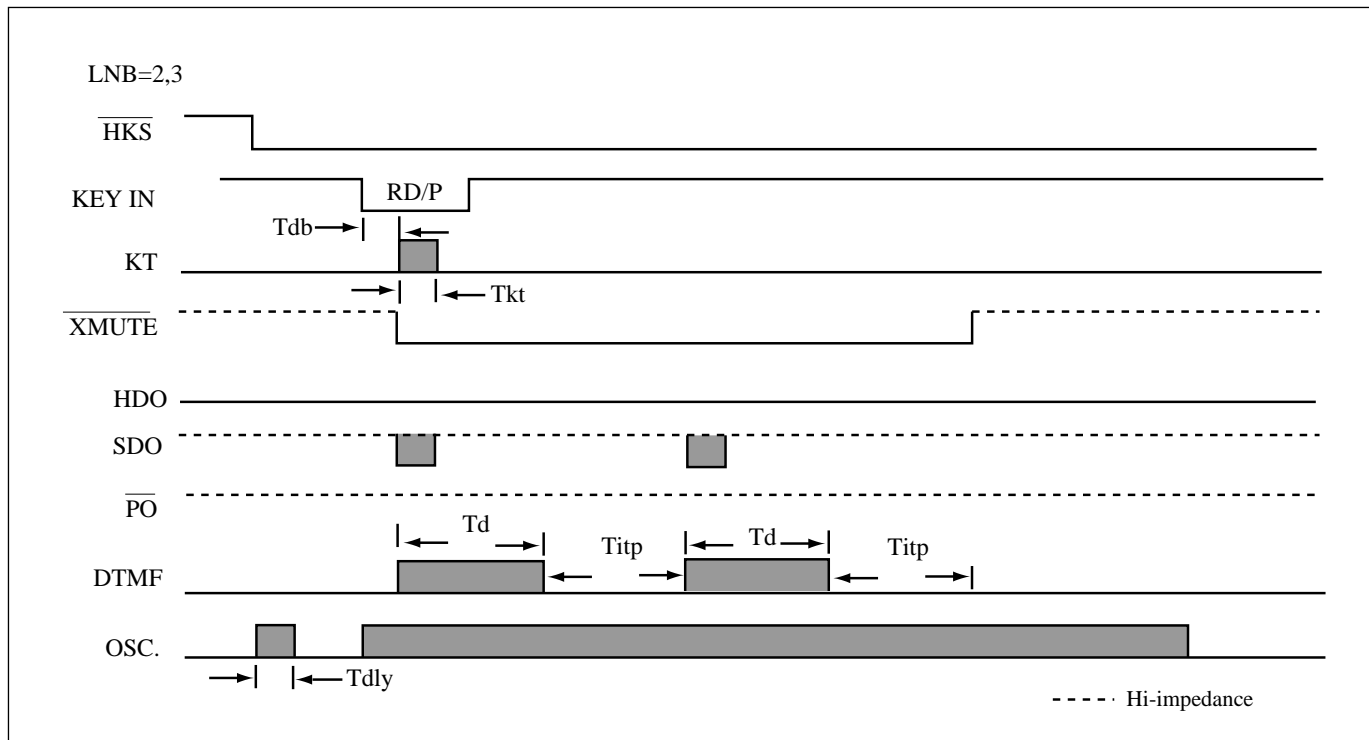 LNB=2,3
HKS
KEY IN
RD/P
Tdb
KT
Tkt
XMUTE
HDO
SDO
PO
Td
Titp
Td
Titp
DTMF
OSC.
Tdly
Hi-impedance